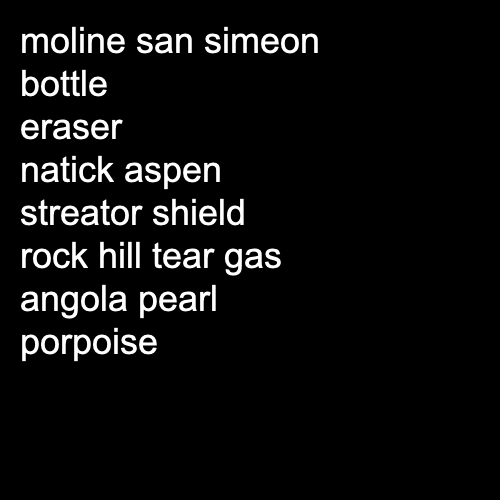 moline san simeon
bottle
eraser
natick aspen
streator shield
rock hill tear gas
angola pearl
porpoise